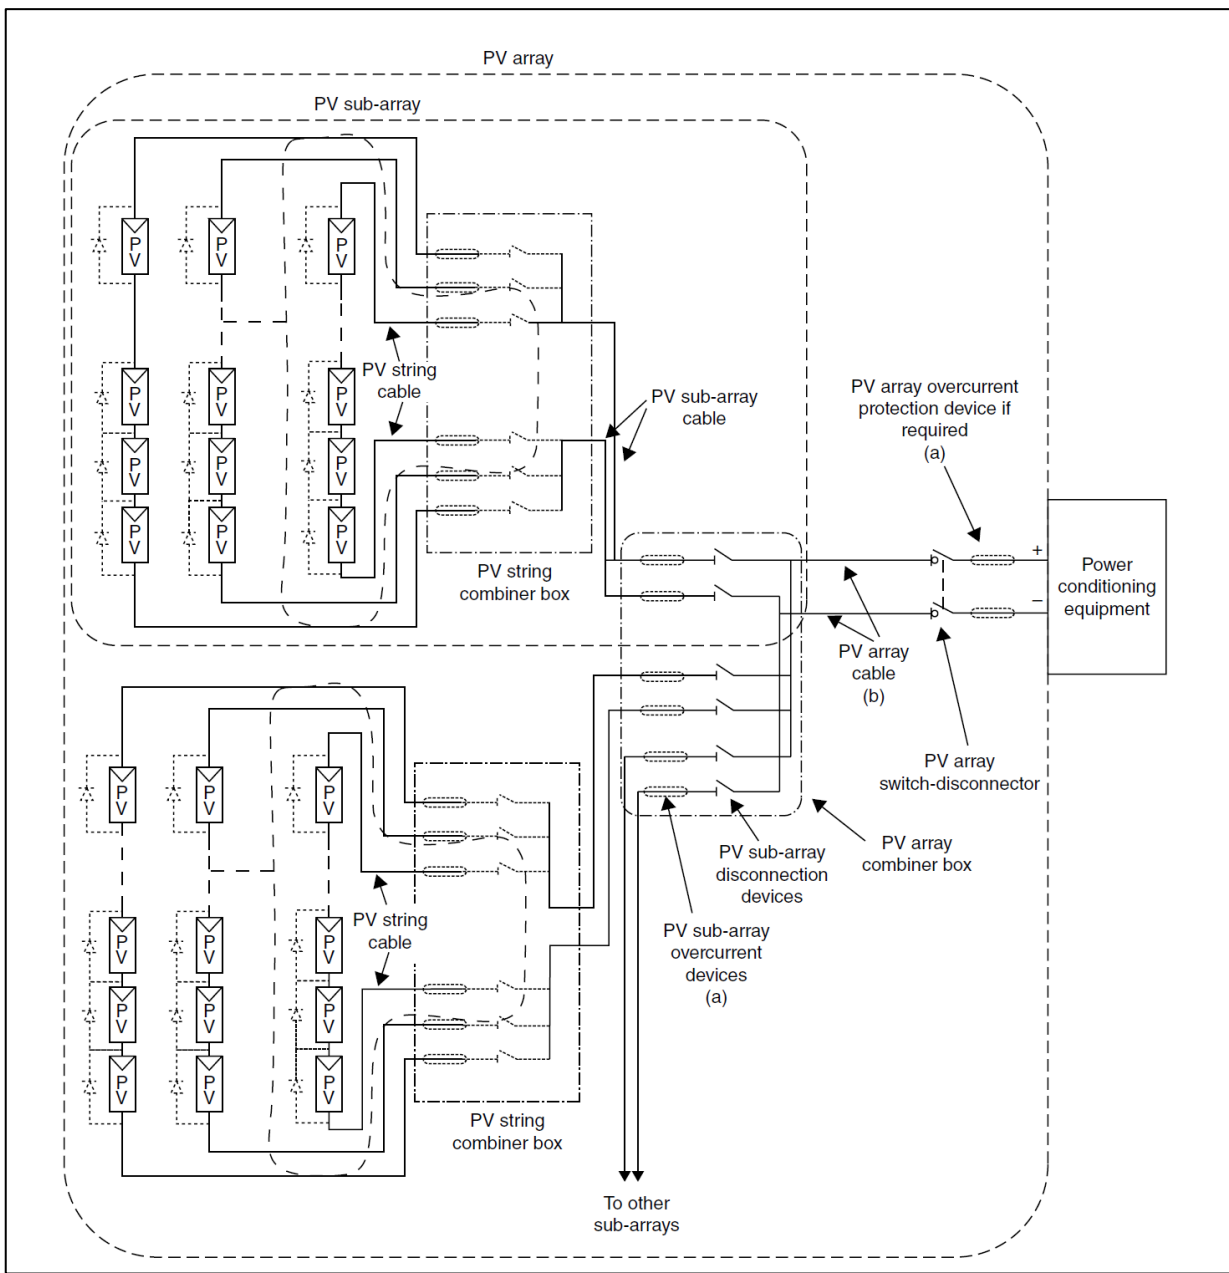 PV array
PV sub-array
P
V
P
V
P
V
P
V
P
V
P
V
P
V
P
V
P
V
P
V
P
V
P
V
PV string
cable
PV sub-array
cable
PV array overcurrent
protection device if
required
(a)
PV string
combiner box
+
−
Power
conditioning
equipment
PV array
cable
(b)
PV array
switch-disconnector
P
V
P
V
P
V
P
V
P
V
P
V
P
V
P
V
P
V
P
V
P
V
P
V
PV string
cable
PV array
combiner box
PV sub-array
disconnection
devices
PV sub-array
overcurrent
devices
(a)
PV string
combiner box
To other
sub-arrays